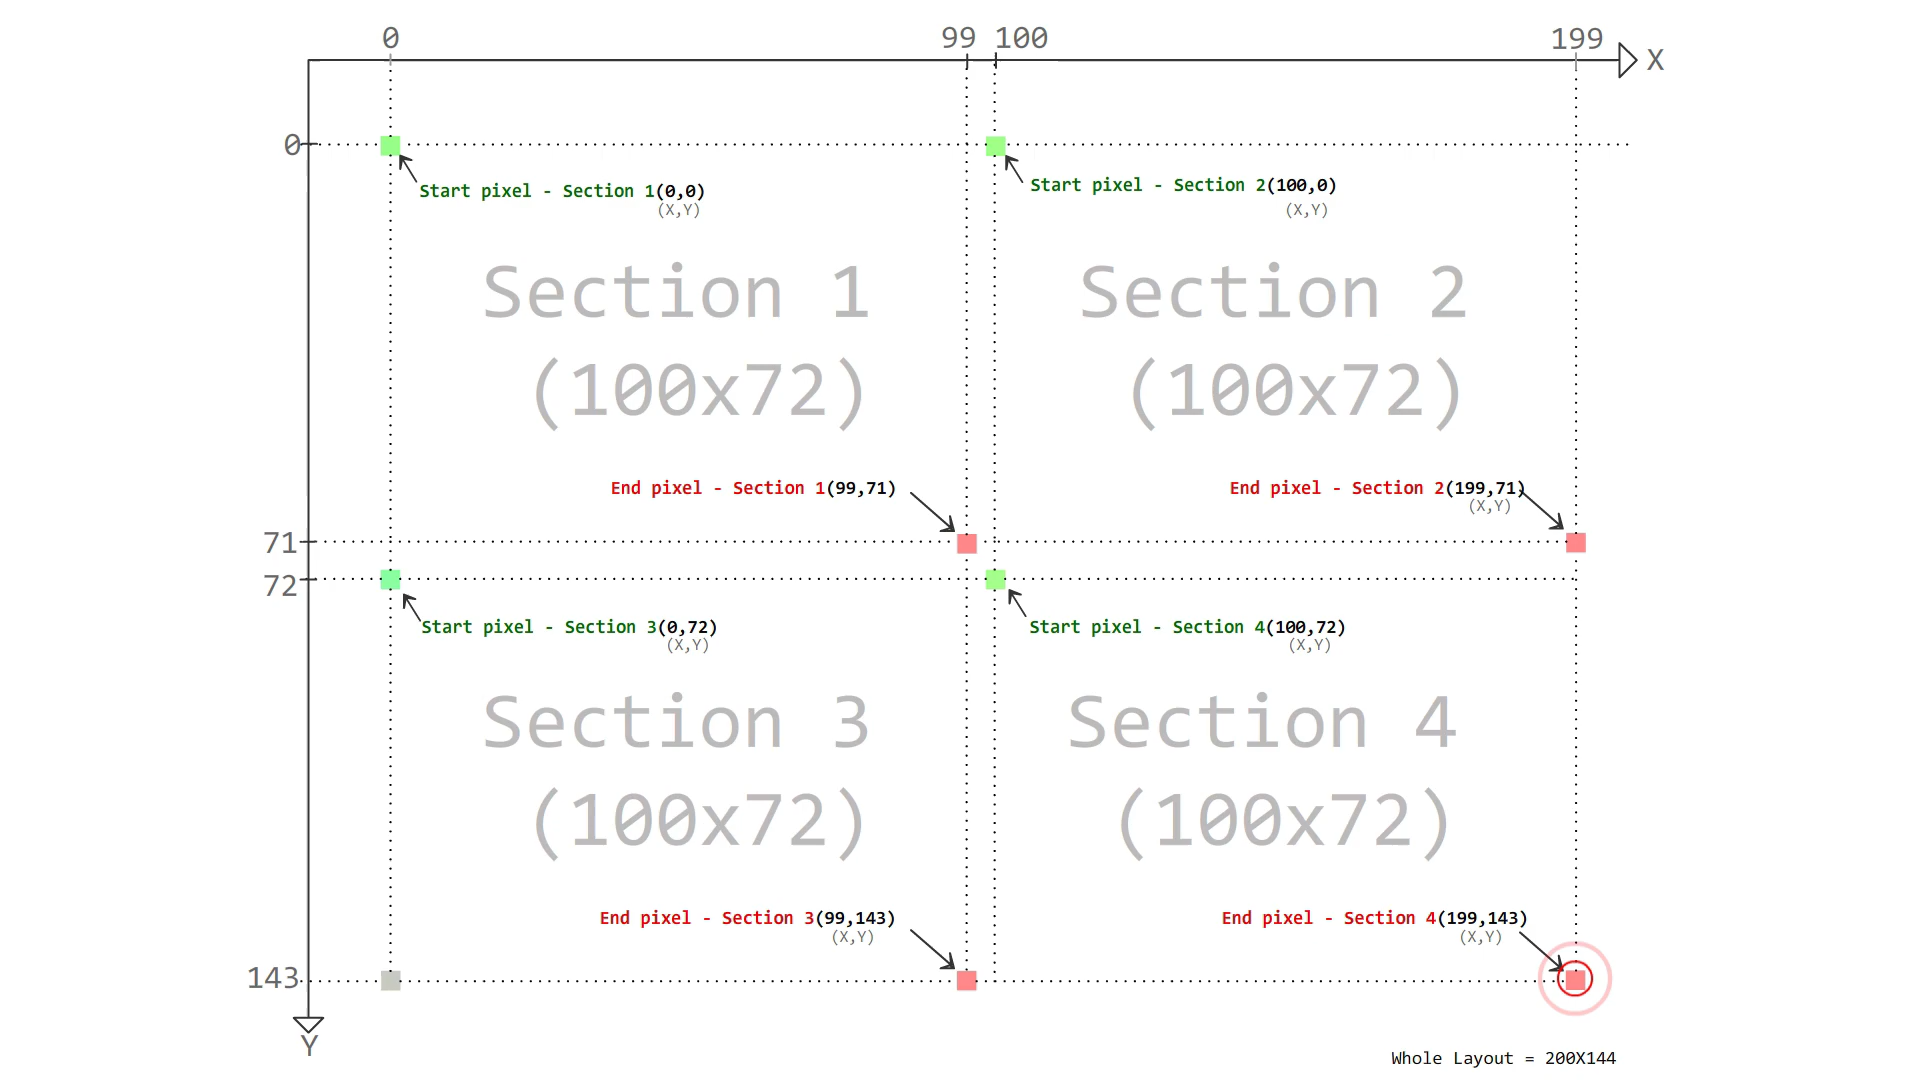 0 99 100 199
X
0
Start pixel - Section 1(0,0)
(X,Y)
Start pixel - Section 2(100,0)
(X,Y)
Section 1
(100x72)
Section 2
(100x72)
End pixel - Section 1(99,71)
End pixel - Section 2(199,71)
(X,Y)
71
72
Start pixel - Section 3(0,72)
(X,Y)
Start pixel - Section 4(100,72)
(X,Y)
Section 3
(100x72)
Section 4
(100x72)
End pixel - Section 3(99,143)
(X,Y)
End pixel - Section 4(199,143)
(X,Y)
143
Y
Whole Layout = 200X144